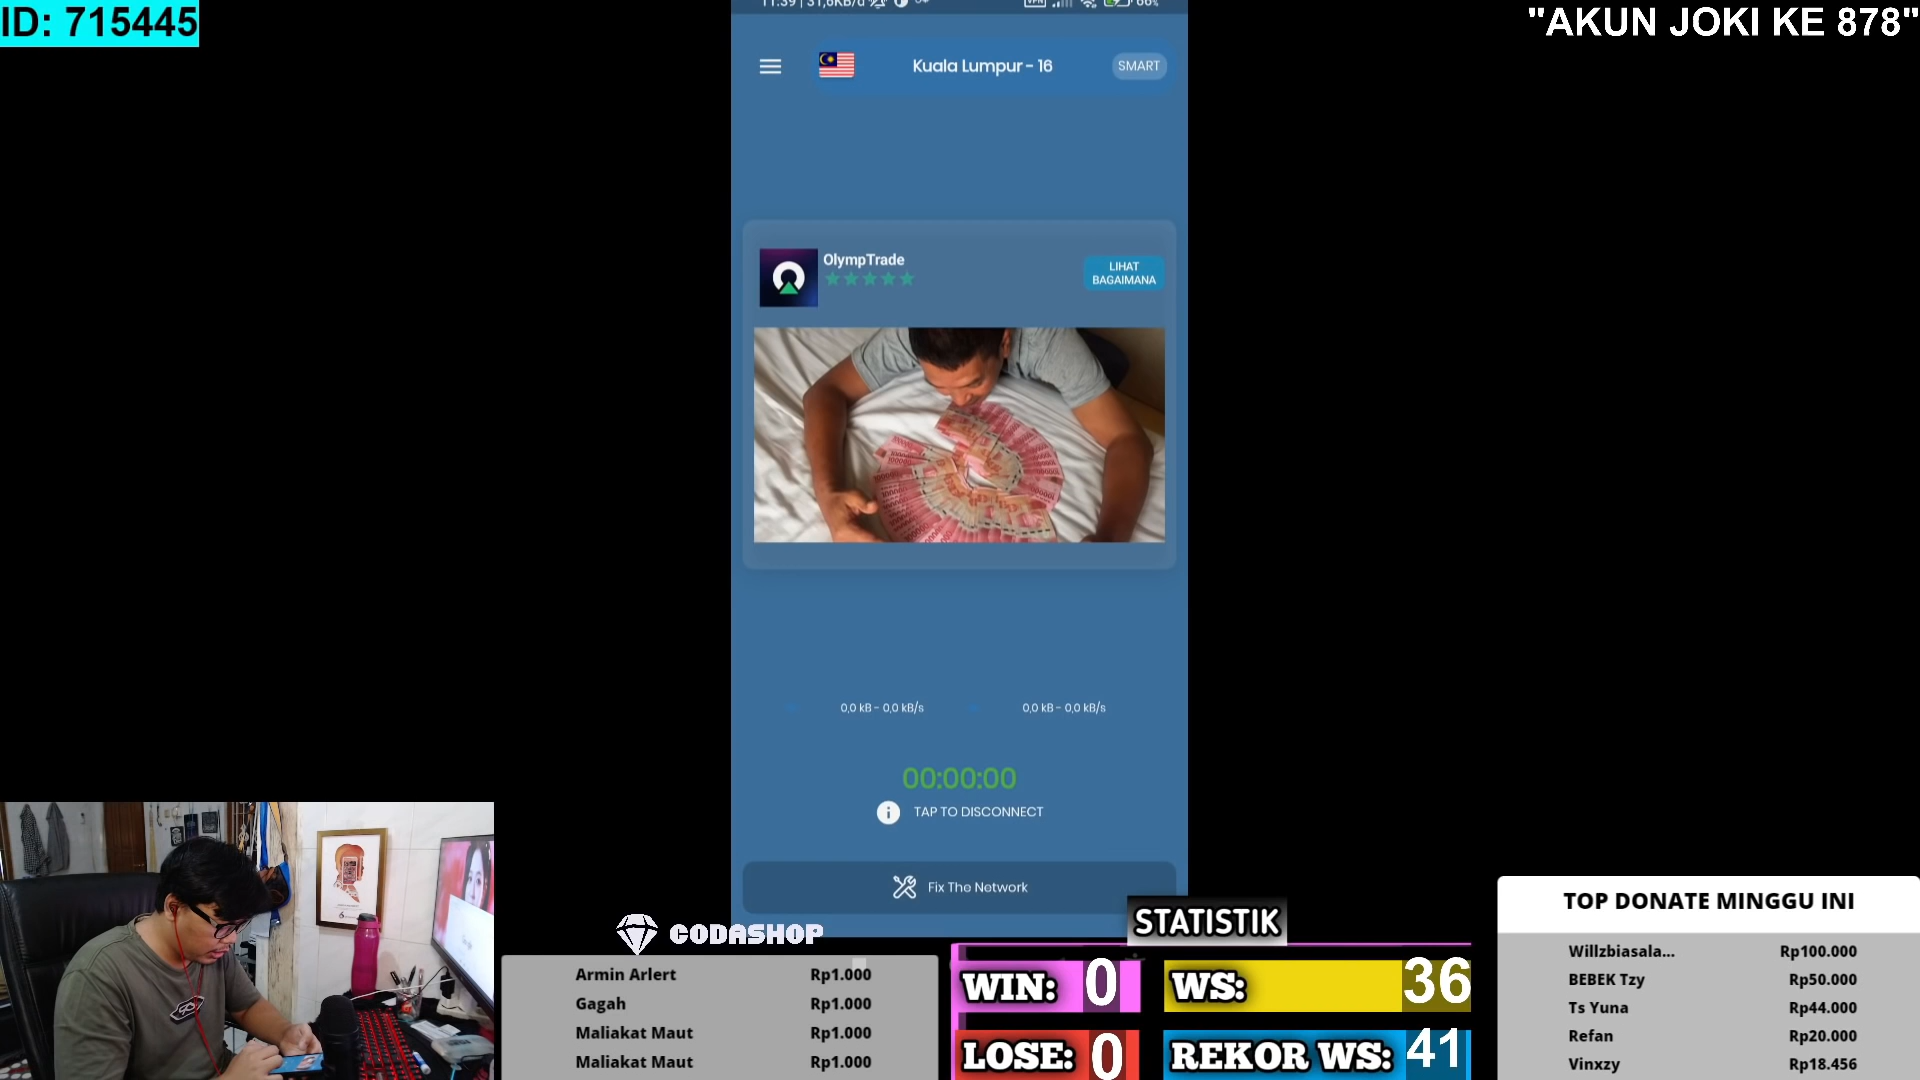 ID: 715445
"AKUN JOKI KE 878"
Kuala Lumpur - 16
SMART
OlympTrade
LIHAT
BAGAIMANA
0,0 kB - 0,0 kB/s
0,0 kB - 0,0 kB/s
00:00:00
TAP TO DISCONNECT
Fix The Network
CODASHOP
Armin Arlert Rp1.000
Gagah Rp1.000
Maliakat Maut Rp1.000
Maliakat Maut Rp1.000
STATISTIK
WIN: 0 WS: 36
LOSE: 0 REKOR WS: 41
TOP DONATE MINGGU INI
Willzbiasala... Rp100.000
BEBEK Tzy Rp50.000
Ts Yuna Rp44.000
Refan Rp20.000
Vinxzy Rp18.456